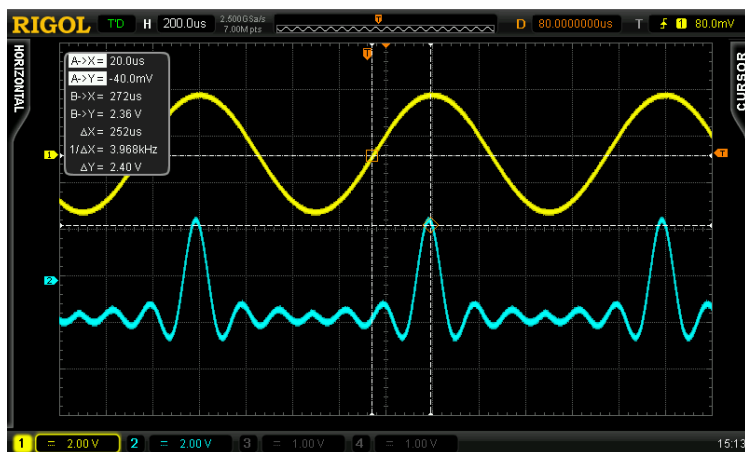 RIGOL T'D H 200.0us 2.500GSa/s 7.00Mpts D 80.0000000us T 1 80.0mV
T
HORIZONTAL
CURSOR
A->X= 20.0us
A->Y= -40.0mV
B->X= 272us
B->Y= 2.36 V
ΔX= 252us
1/ΔX= 3.968kHz
ΔY= 2.40 V
1
T
2
1 = 2.00 V 2 = 2.00 V 3 = 1.00 V 4 = 1.00 V 15:13